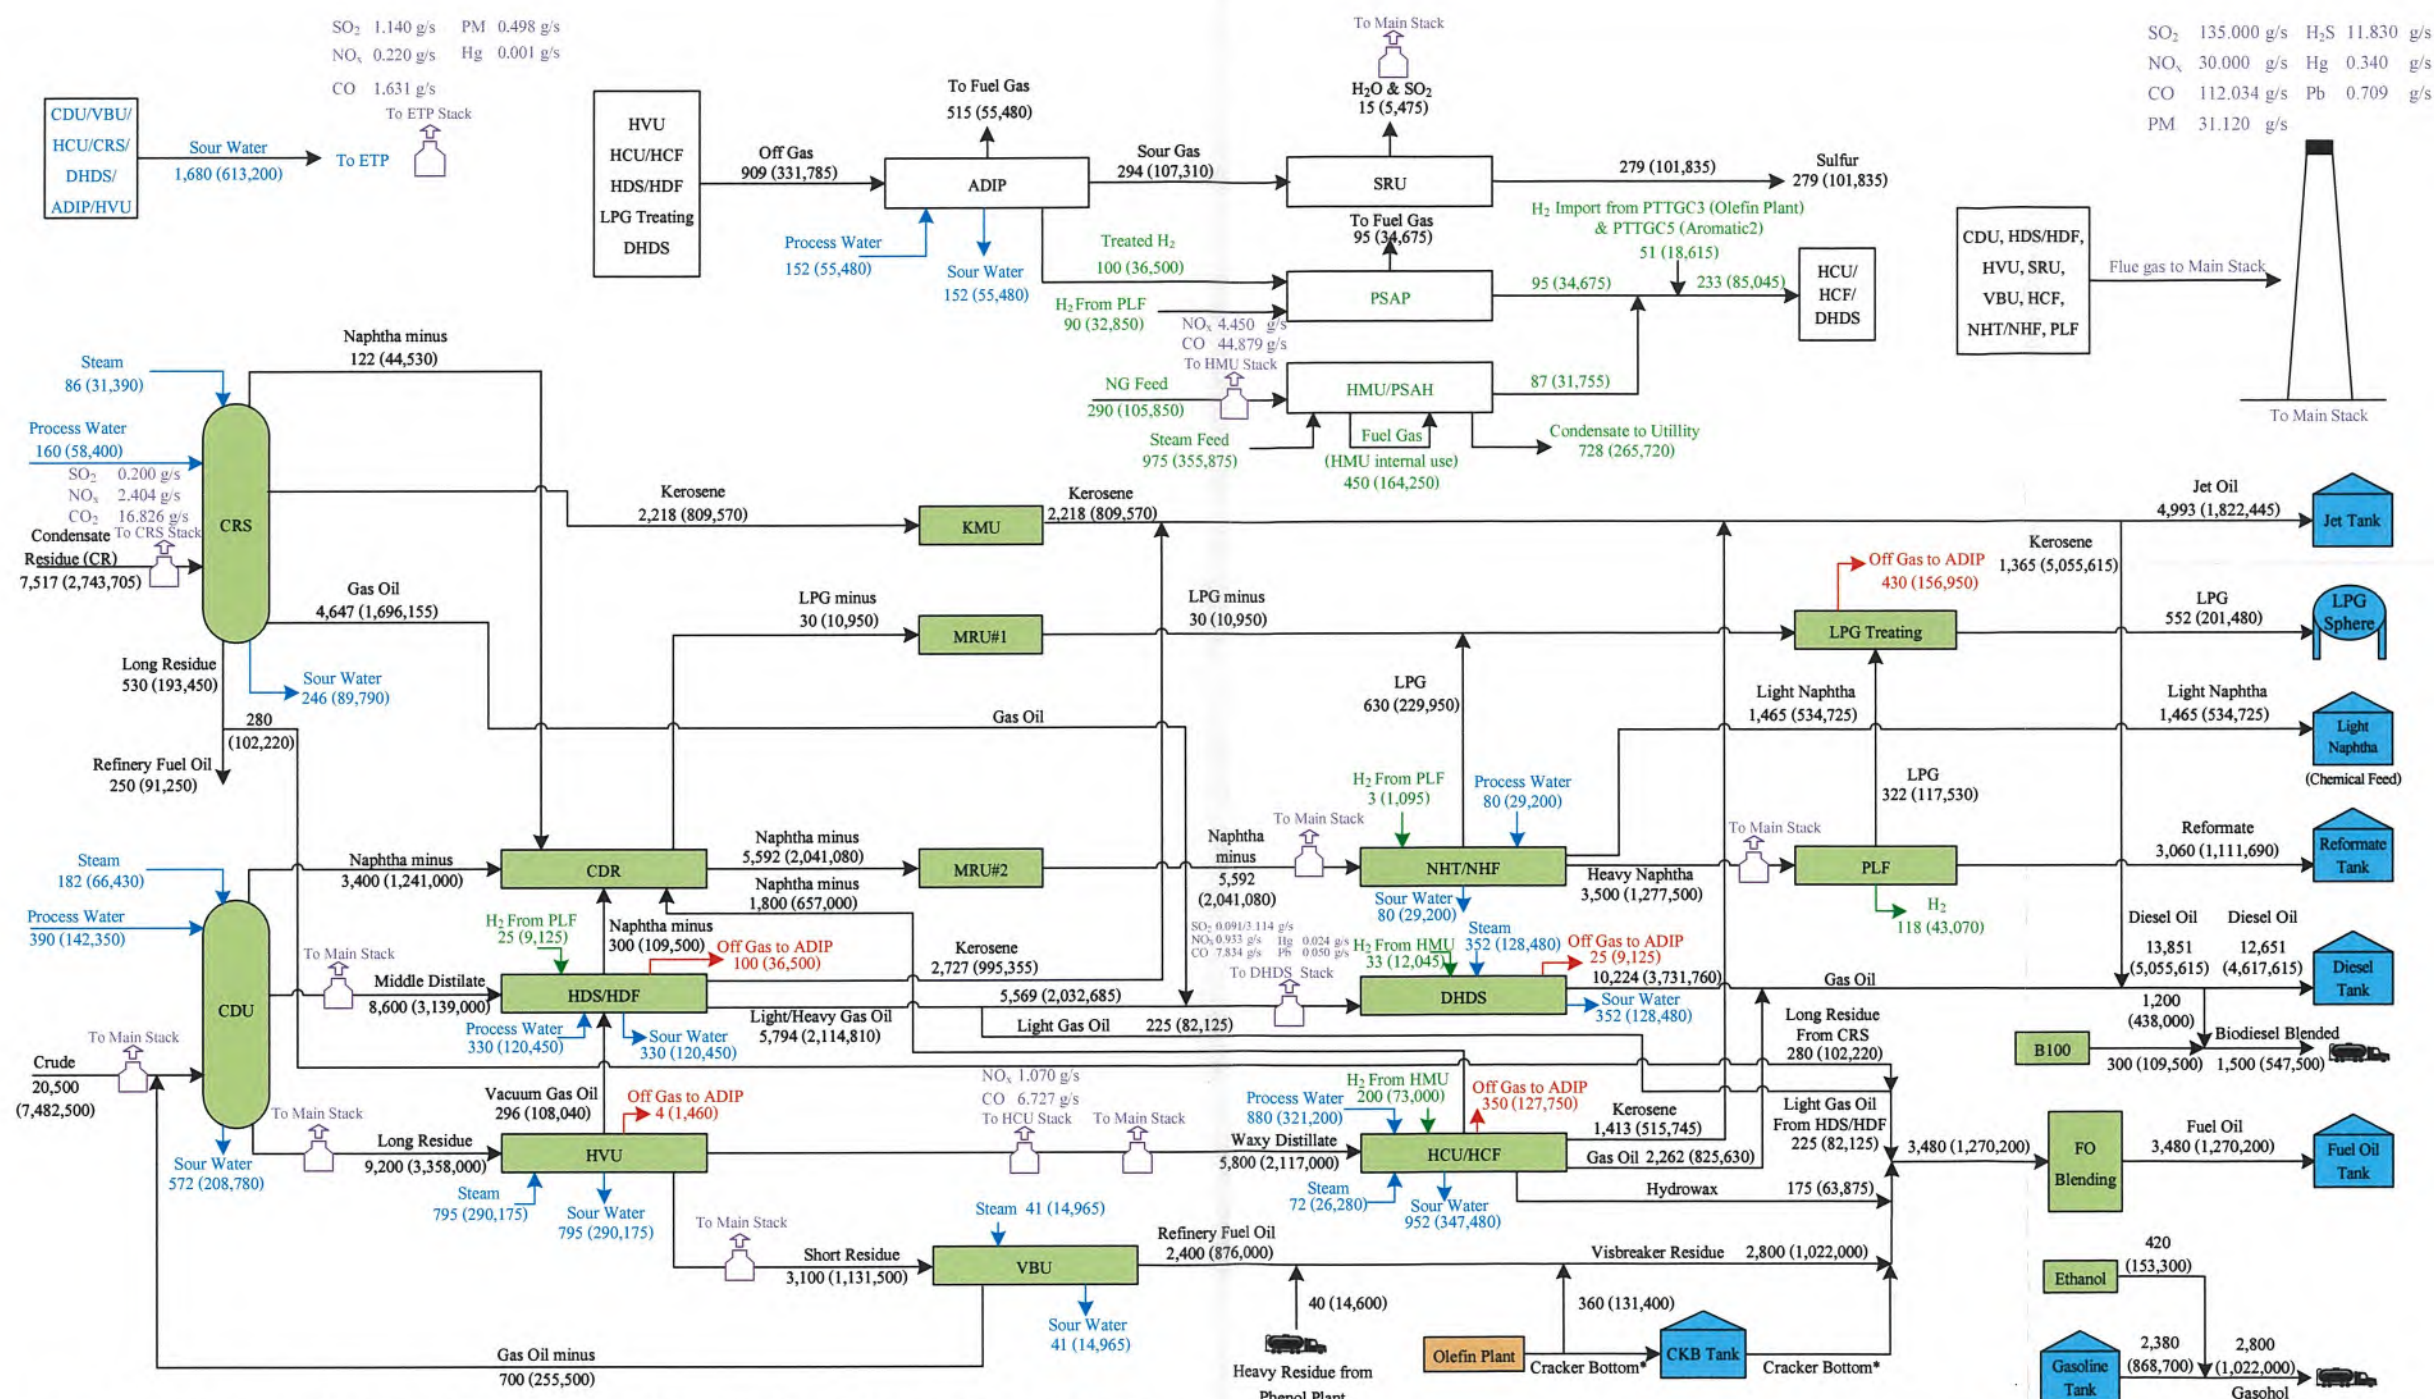 SO₂ 1.140 g/s PM 0.498 g/s
NOₓ 0.220 g/s Hg 0.001 g/s
CO 1.631 g/s
To ETP Stack
CDU/VBU/
HCU/CRS/
DHDS/
ADIP/HVU
Sour Water
1,680 (613,200)
To ETP
HVU
HCU/HCF
HDS/HDF
LPG Treating
DHDS
Off Gas
909 (331,785)
To Fuel Gas
515 (55,480)
ADIP
Process Water
152 (55,480)
Sour Water
152 (55,480)
Sour Gas
294 (107,310)
To Main Stack
H₂O & SO₂
15 (5,475)
SRU
279 (101,835)
Sulfur
279 (101,835)
Treated H₂
100 (36,500)
H₂ From PLF
90 (32,850)
To Fuel Gas
95 (34,675)
PSAP
95 (34,675)
H₂ Import from PTTGC3 (Olefin Plant)
& PTTGC5 (Aromatic2)
51 (18,615)
233 (85,045)
HCU/
HCF/
DHDS
NOₓ 4.450 g/s
CO 44.879 g/s
To HMU Stack
NG Feed
290 (105,850)
HMU/PSAH
87 (31,755)
Steam Feed
975 (355,875)
Fuel Gas
(HMU internal use)
450 (164,250)
Condensate to Utillity
728 (265,720)
SO₂ 135.000 g/s H₂S 11.830 g/s
NOₓ 30.000 g/s Hg 0.340 g/s
CO 112.034 g/s Pb 0.709 g/s
PM 31.120 g/s
CDU, HDS/HDF,
HVU, SRU,
VBU, HCF,
NHT/NHF, PLF
Flue gas to Main Stack
To Main Stack
Naphtha minus
122 (44,530)
Steam
86 (31,390)
Process Water
160 (58,400)
SO₂ 0.200 g/s
NOₓ 2.404 g/s
CO₂ 16.826 g/s
To CRS Stack
Condensate
Residue (CR)
7,517 (2,743,705)
CRS
Kerosene
2,218 (809,570)
KMU
Kerosene
2,218 (809,570)
Jet Oil
4,993 (1,822,445)
Jet Tank
Kerosene
1,365 (5,055,615)
Gas Oil
4,647 (1,696,155)
Long Residue
530 (193,450)
Sour Water
246 (89,790)
280
(102,220)
Refinery Fuel Oil
250 (91,250)
LPG minus
30 (10,950)
MRU#1
LPG minus
30 (10,950)
Off Gas to ADIP
430 (156,950)
LPG Treating
LPG
552 (201,480)
LPG
Sphere
Gas Oil
LPG
630 (229,950)
Light Naphtha
1,465 (534,725)
Light Naphtha
1,465 (534,725)
Light
Naphtha
(Chemical Feed)
LPG
322 (117,530)
Steam
182 (66,430)
Process Water
390 (142,350)
Naphtha minus
3,400 (1,241,000)
CDR
Naphtha minus
5,592 (2,041,080)
MRU#2
Naphtha minus
1,800 (657,000)
Naphtha
minus
5,592
(2,041,080)
To Main Stack
H₂ From PLF
3 (1,095)
Process Water
80 (29,200)
NHT/NHF
Sour Water
80 (29,200)
Heavy Naphtha
3,500 (1,277,500)
To Main Stack
PLF
H₂
118 (43,070)
Reformate
3,060 (1,111,690)
Reformate
Tank
CDU
To Main Stack
Middle Distilate
8,600 (3,139,000)
H₂ From PLF
25 (9,125)
Naphtha minus
300 (109,500)
Off Gas to ADIP
100 (36,500)
HDS/HDF
Process Water
330 (120,450)
Sour Water
330 (120,450)
Kerosene
2,727 (995,355)
5,569 (2,032,685)
Light/Heavy Gas Oil
5,794 (2,114,810)
Light Gas Oil 225 (82,125)
SO₂ 0.091/3.114 g/s
NOₓ 0.933 g/s Hg 0.024 g/s
CO 7.834 g/s Pb 0.050 g/s
To DHDS Stack
H₂ From HMU
33 (12,045)
Steam
352 (128,480)
Off Gas to ADIP
25 (9,125)
DHDS
Sour Water
352 (128,480)
10,224 (3,731,760)
Gas Oil
Diesel Oil
13,851
(5,055,615)
Diesel Oil
12,651
(4,617,615)
Diesel
Tank
1,200
(438,000)
B100
300 (109,500)
Biodiesel Blended
1,500 (547,500)
Crude
20,500
(7,482,500)
To Main Stack
Sour Water
572 (208,780)
To Main Stack
Long Residue
9,200 (3,358,000)
Vacuum Gas Oil
296 (108,040)
Off Gas to ADIP
4 (1,460)
HVU
Steam
795 (290,175)
Sour Water
795 (290,175)
NOₓ 1.070 g/s
CO 6.727 g/s
To HCU Stack
To Main Stack
Waxy Distillate
5,800 (2,117,000)
Process Water
880 (321,200)
H₂ From HMU
200 (73,000)
Off Gas to ADIP
350 (127,750)
HCU/HCF
Steam
72 (26,280)
Sour Water
952 (347,480)
Kerosene
1,413 (515,745)
Gas Oil 2,262 (825,630)
Hydrowax 175 (63,875)
Long Residue
From CRS
280 (102,220)
Light Gas Oil
From HDS/HDF
225 (82,125)
3,480 (1,270,200)
FO
Blending
Fuel Oil
3,480 (1,270,200)
Fuel Oil
Tank
To Main Stack
Short Residue
3,100 (1,131,500)
Steam 41 (14,965)
VBU
Sour Water
41 (14,965)
Refinery Fuel Oil
2,400 (876,000)
Visbreaker Residue 2,800 (1,022,000)
40 (14,600)
Heavy Residue from
Phenol Plant
360 (131,400)
Olefin Plant
Cracker Bottom*
CKB Tank
Cracker Bottom*
Gas Oil minus
700 (255,500)
Ethanol
420
(153,300)
Gasoline
Tank
2,380
(868,700)
2,800
(1,022,000)
Gasohol